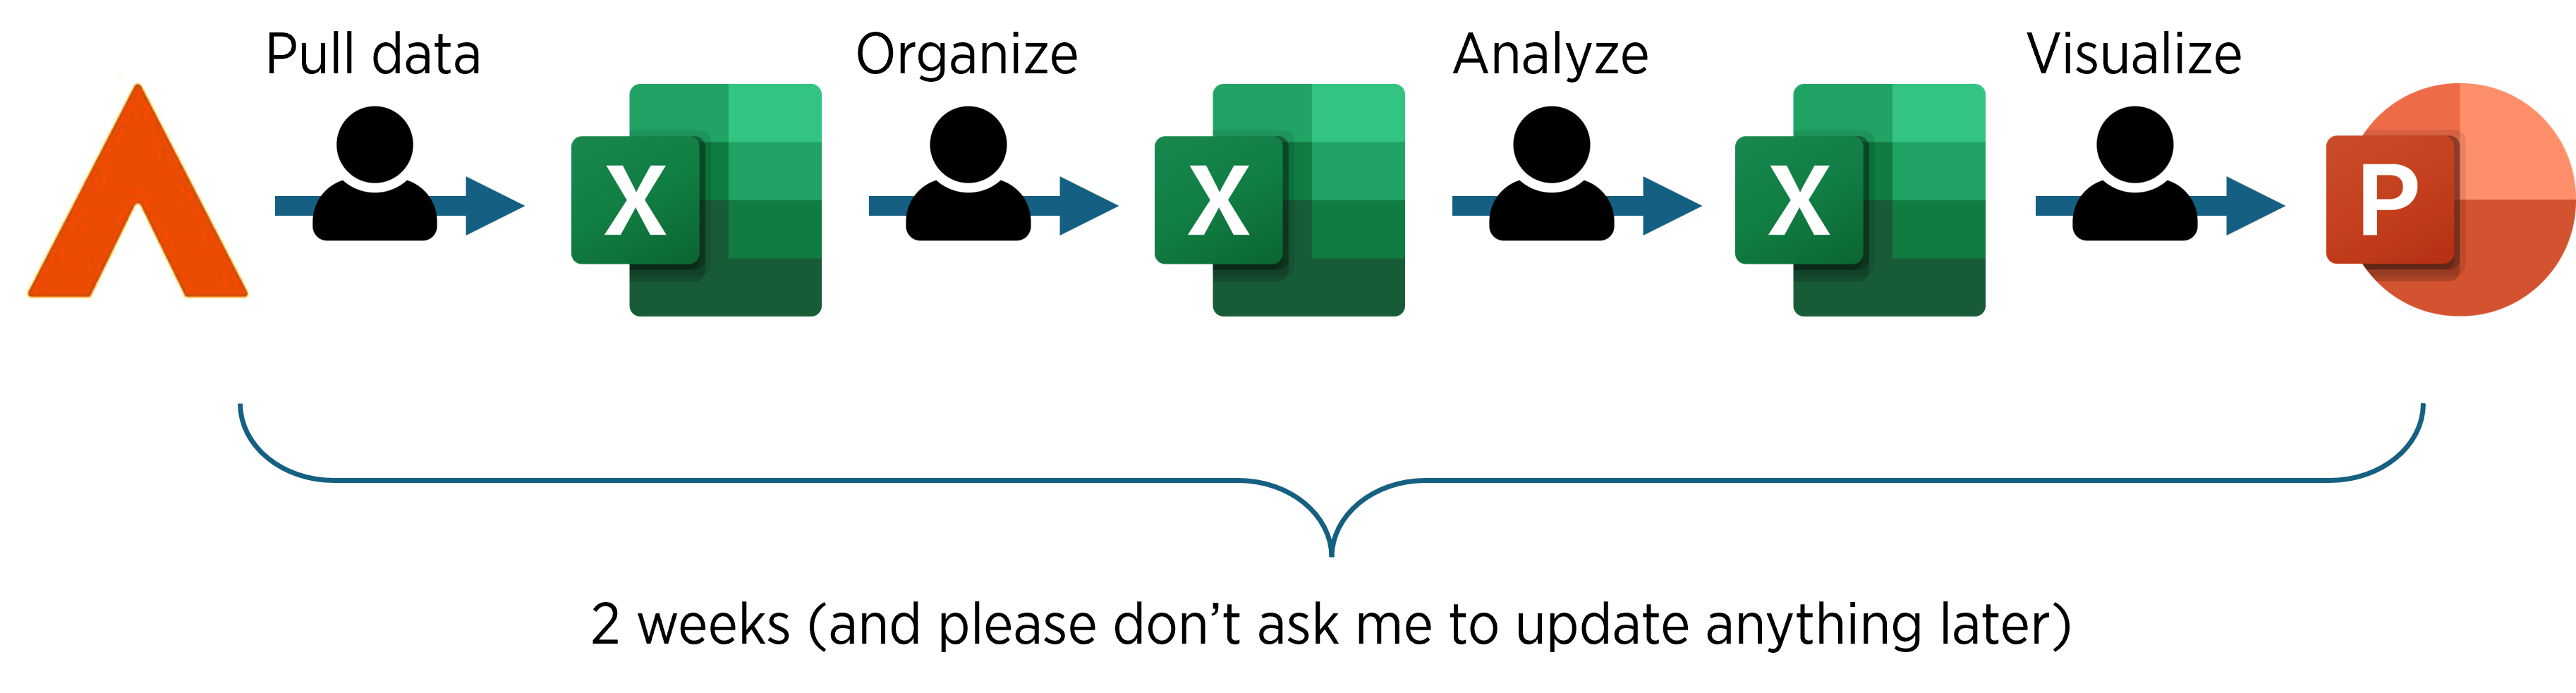 Pull data
Organize
Analyze
Visualize
X
X
X
P
2 weeks (and please don’t ask me to update anything later)